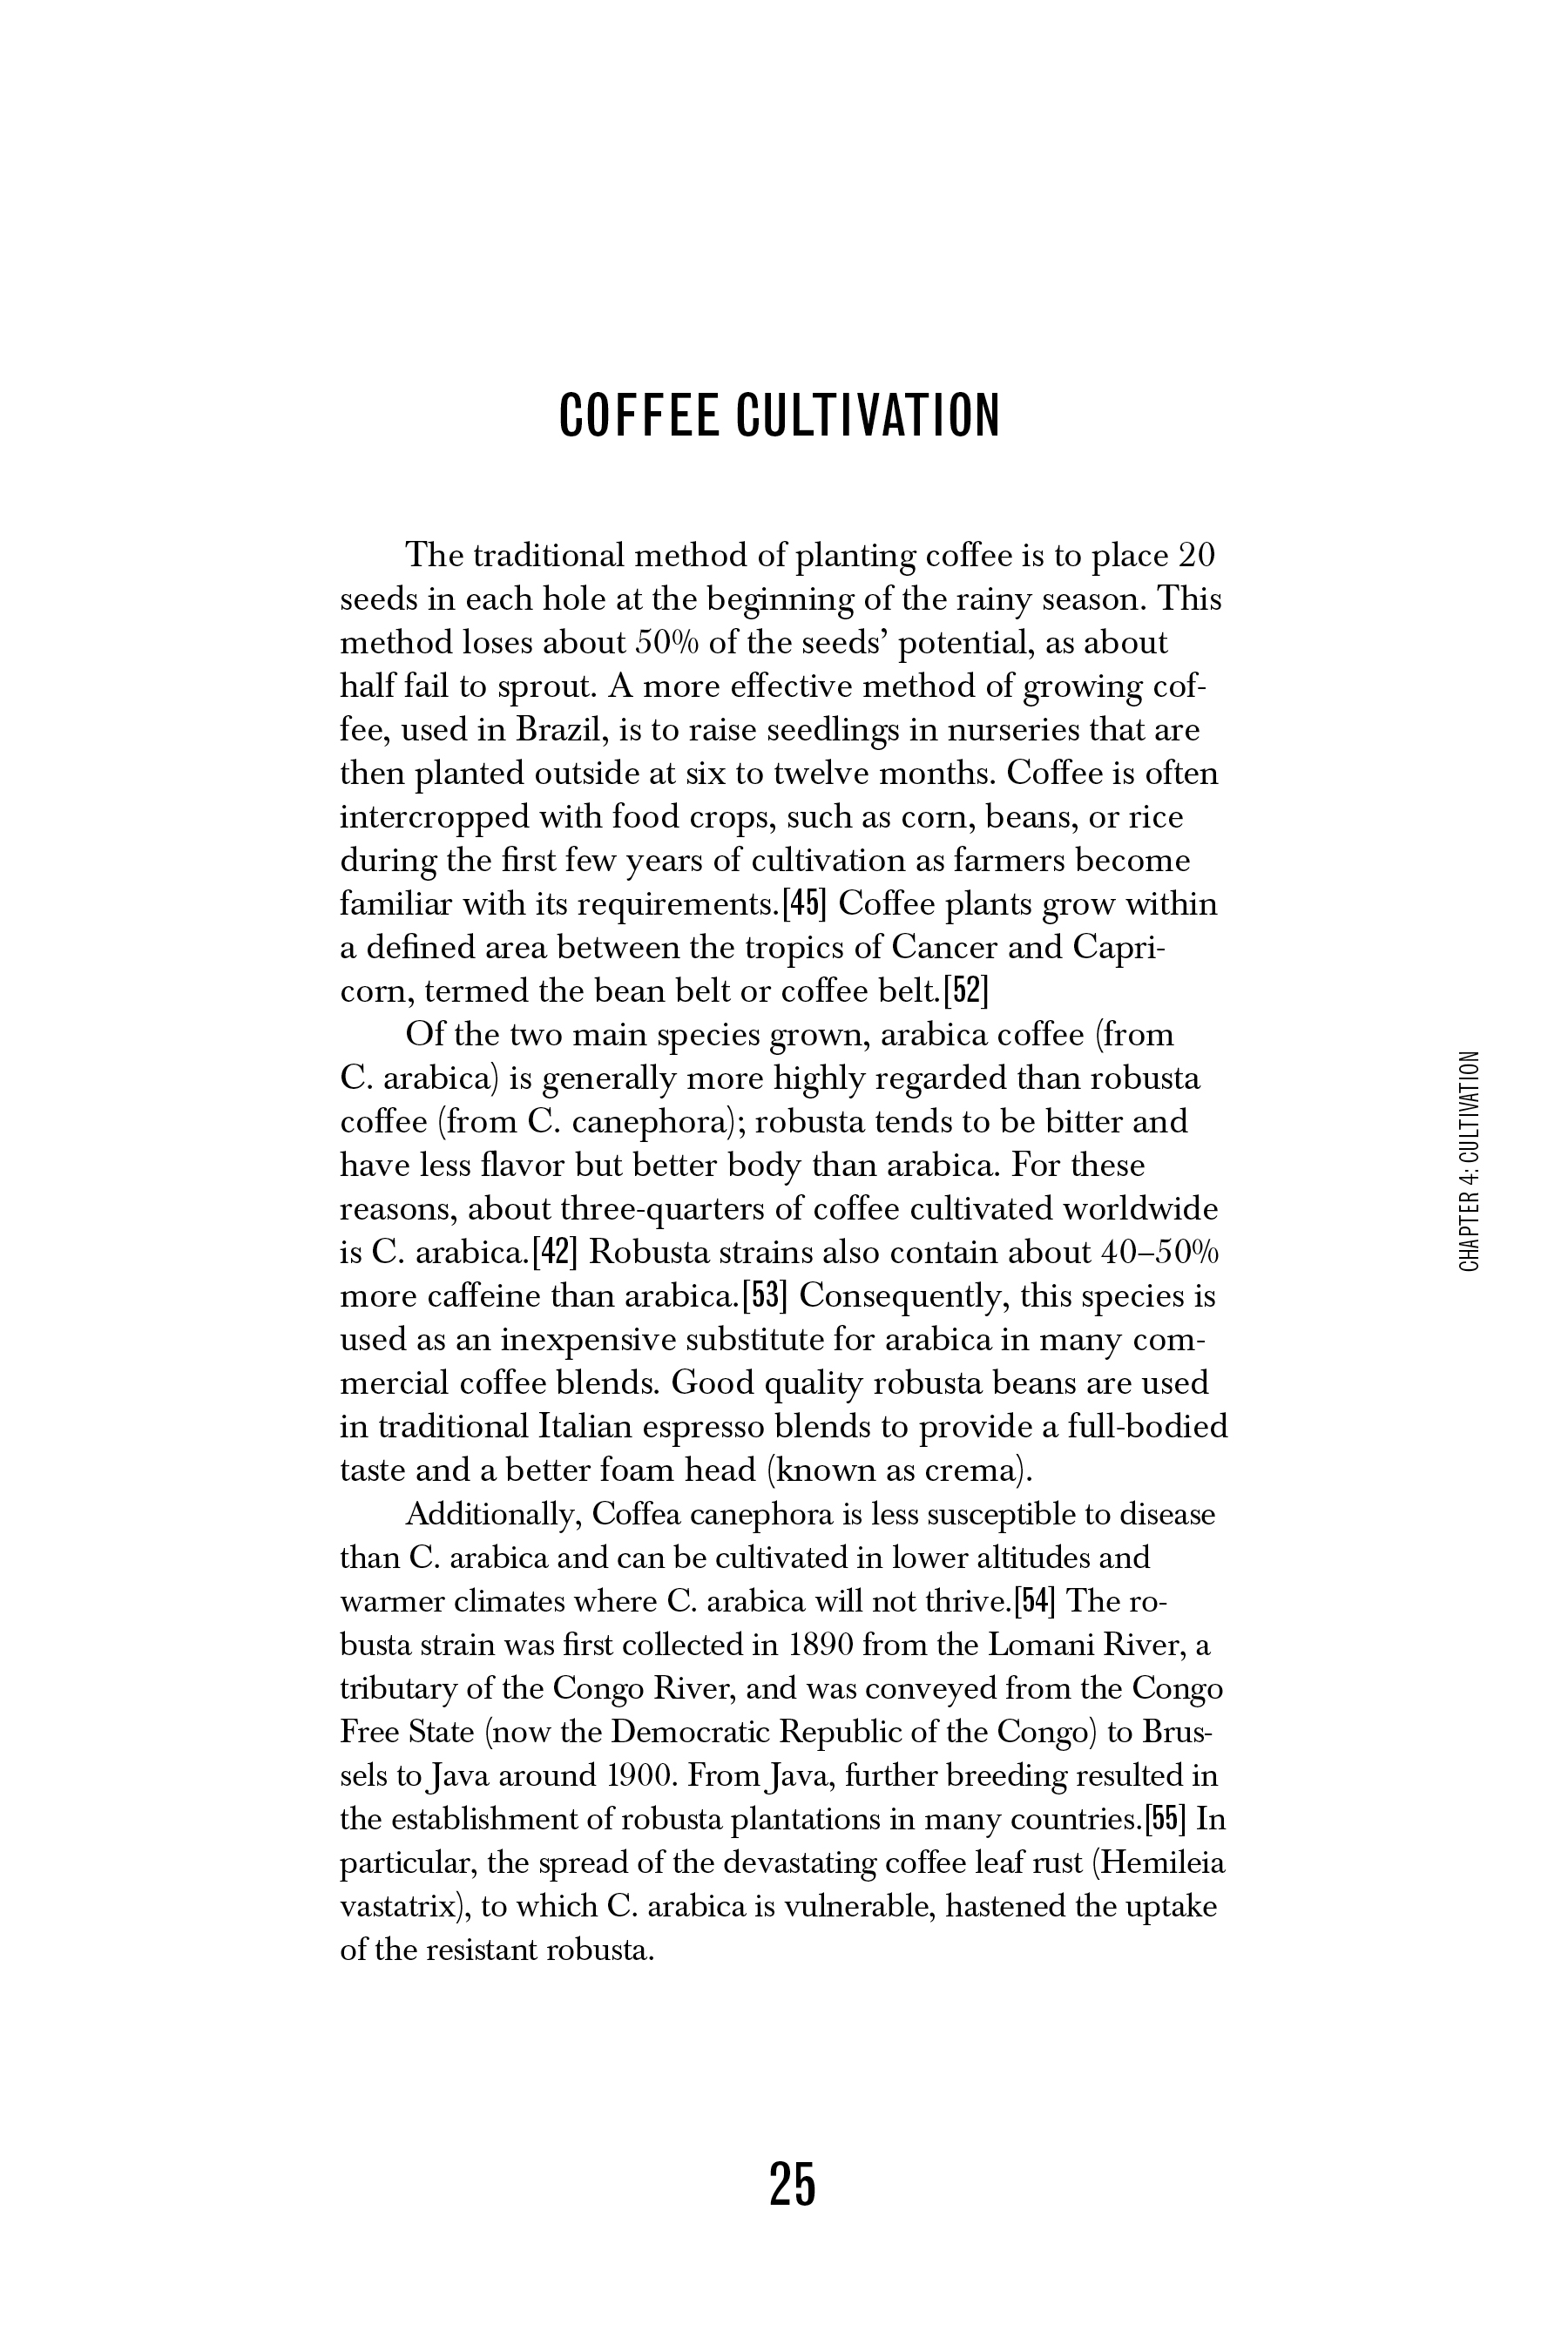 COFFEE CULTIVATION
The traditional method of planting coffee is to place 20
seeds in each hole at the beginning of the rainy season. This
method loses about 50% of the seeds’ potential, as about
half fail to sprout. A more effective method of growing cof-
fee, used in Brazil, is to raise seedlings in nurseries that are
then planted outside at six to twelve months. Coffee is often
intercropped with food crops, such as corn, beans, or rice
during the first few years of cultivation as farmers become
familiar with its requirements.[45] Coffee plants grow within
a defined area between the tropics of Cancer and Capri-
corn, termed the bean belt or coffee belt.[52]
Of the two main species grown, arabica coffee (from
C. arabica) is generally more highly regarded than robusta
coffee (from C. canephora); robusta tends to be bitter and
have less flavor but better body than arabica. For these
reasons, about three-quarters of coffee cultivated worldwide
is C. arabica.[42] Robusta strains also contain about 40–50%
more caffeine than arabica.[53] Consequently, this species is
used as an inexpensive substitute for arabica in many com-
mercial coffee blends. Good quality robusta beans are used
in traditional Italian espresso blends to provide a full-bodied
taste and a better foam head (known as crema).
Additionally, Coffea canephora is less susceptible to disease
than C. arabica and can be cultivated in lower altitudes and
warmer climates where C. arabica will not thrive.[54] The ro-
busta strain was first collected in 1890 from the Lomani River, a
tributary of the Congo River, and was conveyed from the Congo
Free State (now the Democratic Republic of the Congo) to Brus-
sels to Java around 1900. From Java, further breeding resulted in
the establishment of robusta plantations in many countries.[55] In
particular, the spread of the devastating coffee leaf rust (Hemileia
vastatrix), to which C. arabica is vulnerable, hastened the uptake
of the resistant robusta.
CHAPTER 4: CULTIVATION
25